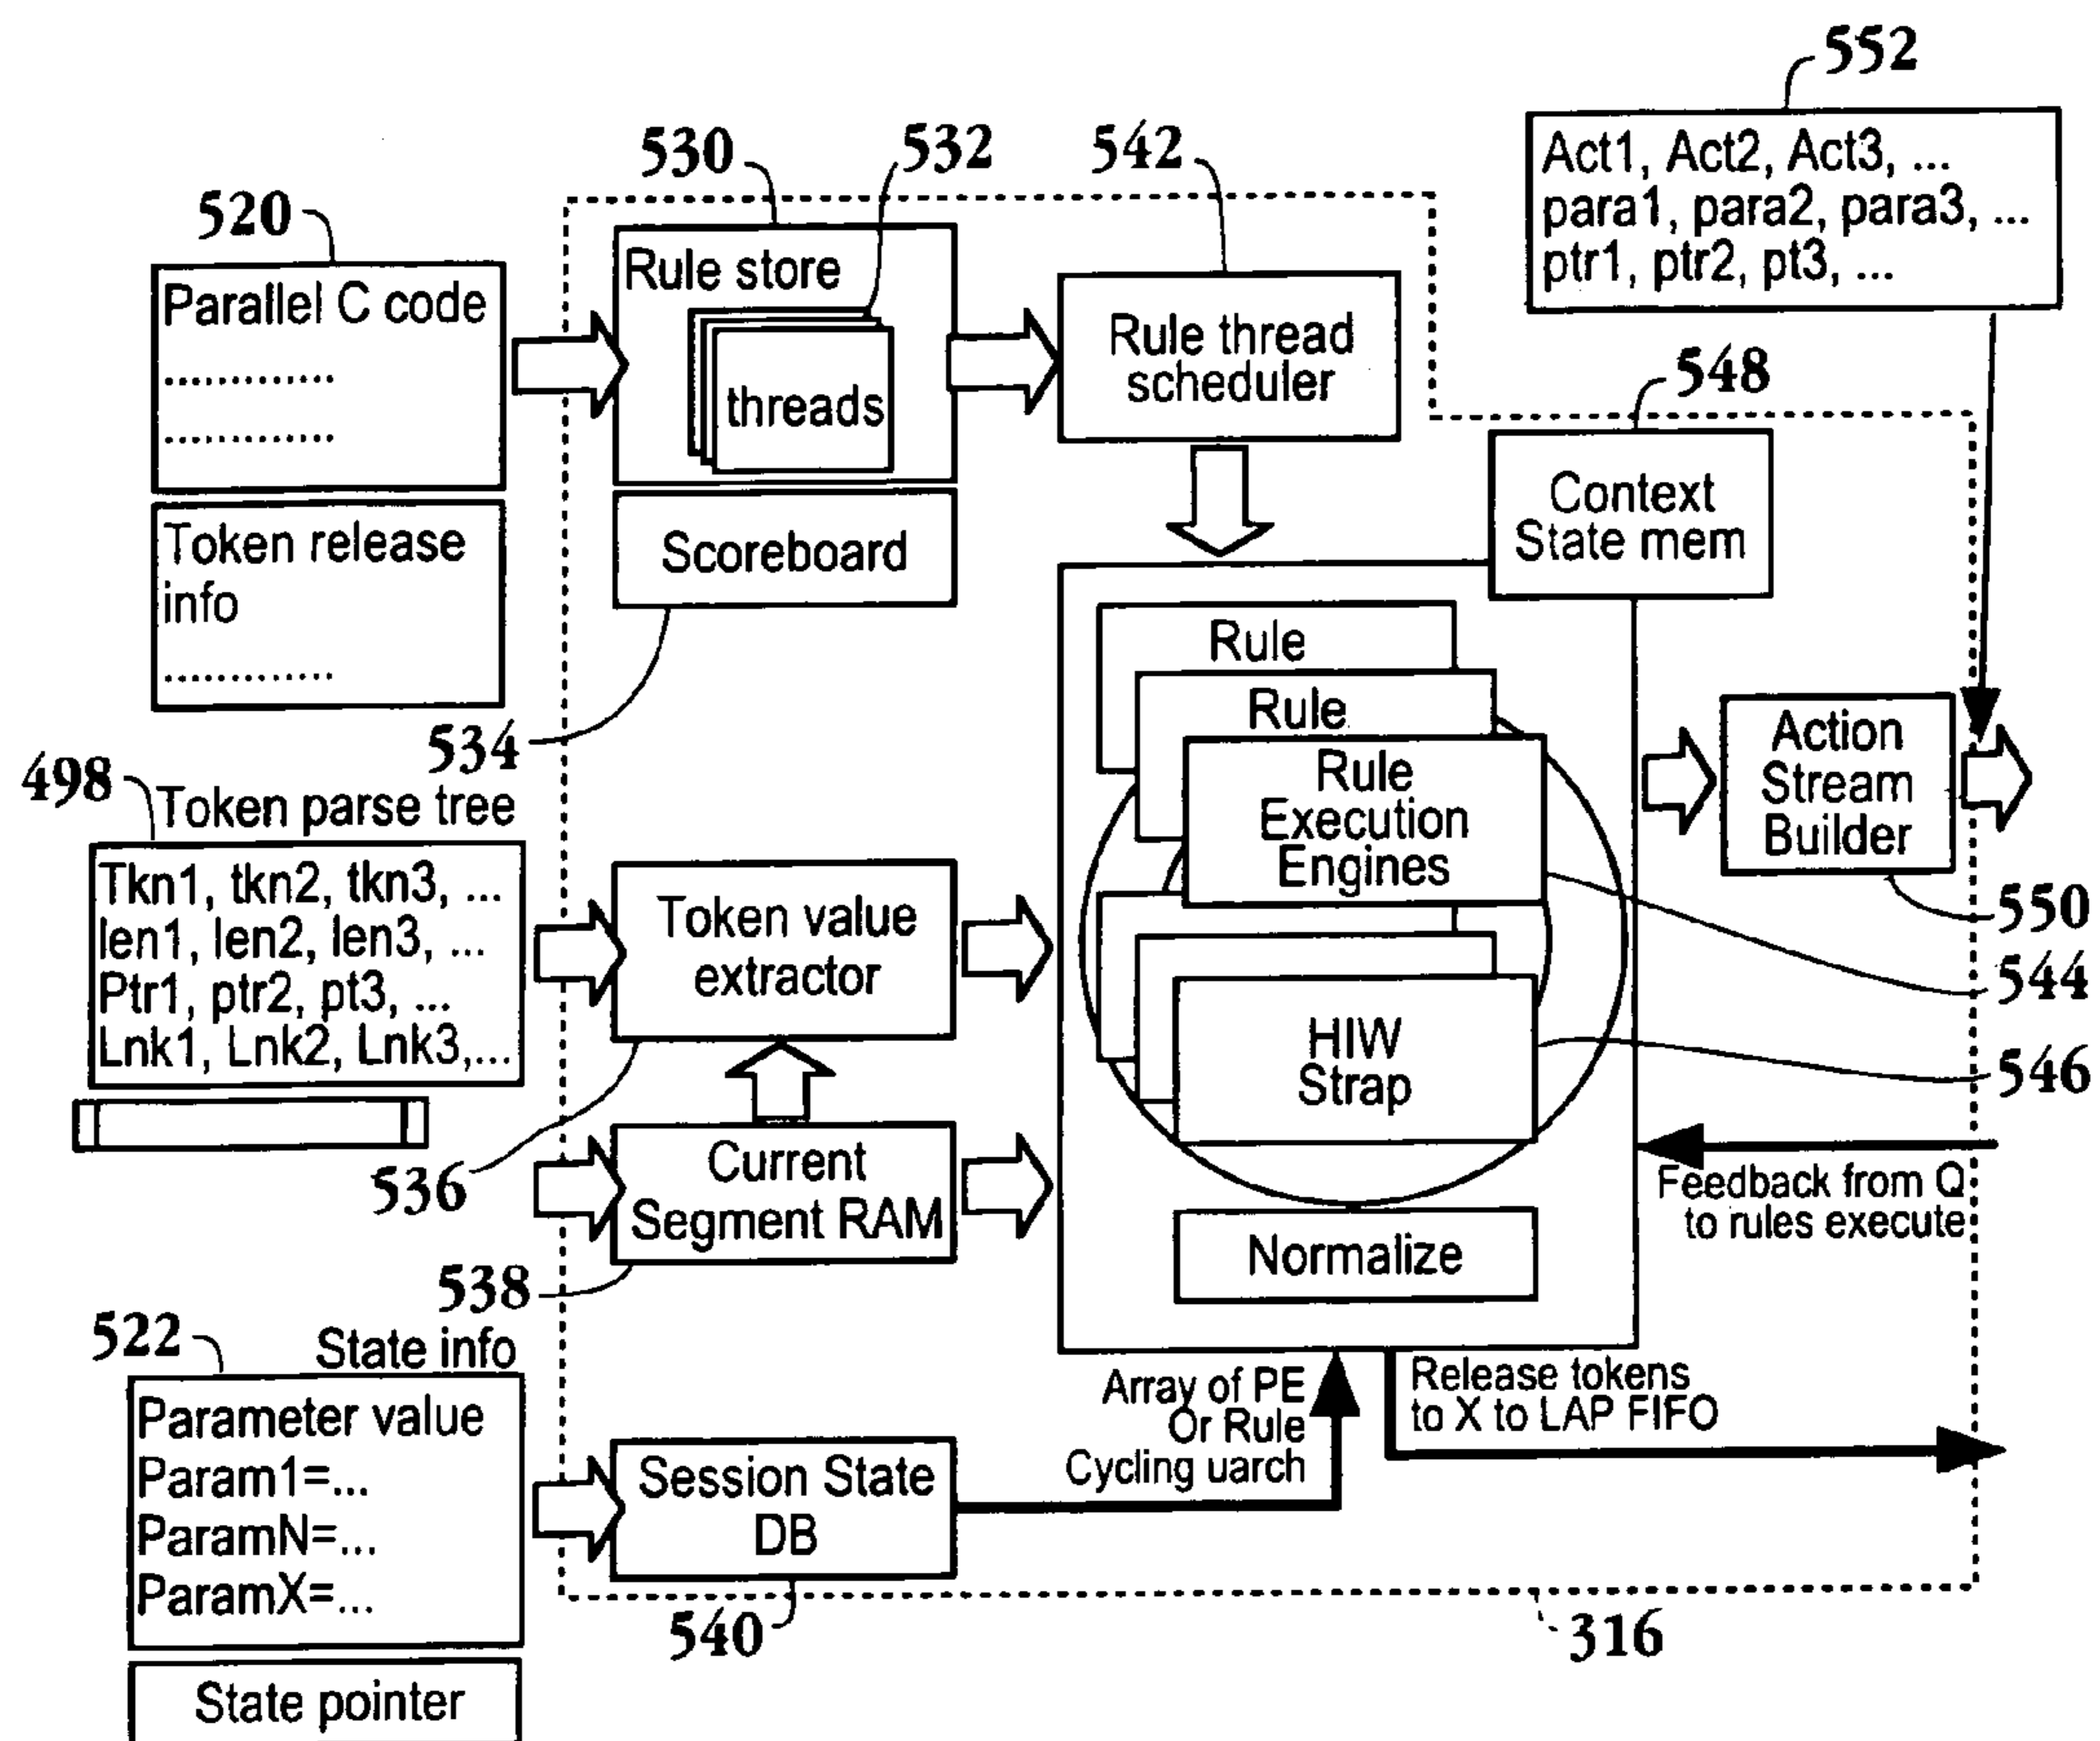 552
Act1, Act2, Act3, ...
para1, para2, para3, ...
ptr1, ptr2, pt3, ...
530
532
542
520
Parallel C code
.............
.............
Token release
info
.............
Rule store
threads
Scoreboard
534
Rule thread
scheduler
548
Context
State mem
498
Token parse tree
Tkn1, tkn2, tkn3, ...
len1, len2, len3, ...
Ptr1, ptr2, pt3, ...
Lnk1, Lnk2, Lnk3,...
Token value
extractor
536
Current
Segment RAM
538
Rule
Rule
Rule
Execution
Engines
HIW
Strap
Normalize
Action
Stream
Builder
550
544
546
Feedback from Q
to rules execute
522
State info
Parameter value
Param1=...
ParamN=...
ParamX=...
State pointer
Session State
DB
540
Array of PE
Or Rule
Cycling uarch
Release tokens
to X to LAP FIFO
316